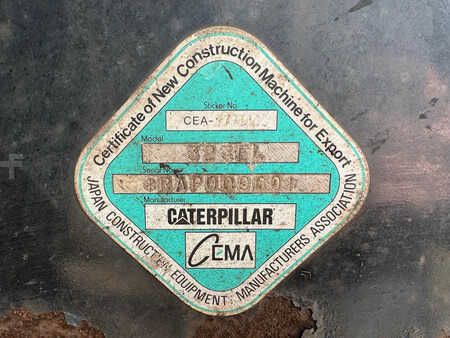 Certificate of New Construction Machine for Export
Sticker No.
CEA-
Model
Serial No.
Manufacturer
CATERPILLAR
CEMA
JAPAN CONSTRUCTION EQUIPMENT MANUFACTURERS ASSOCIATION